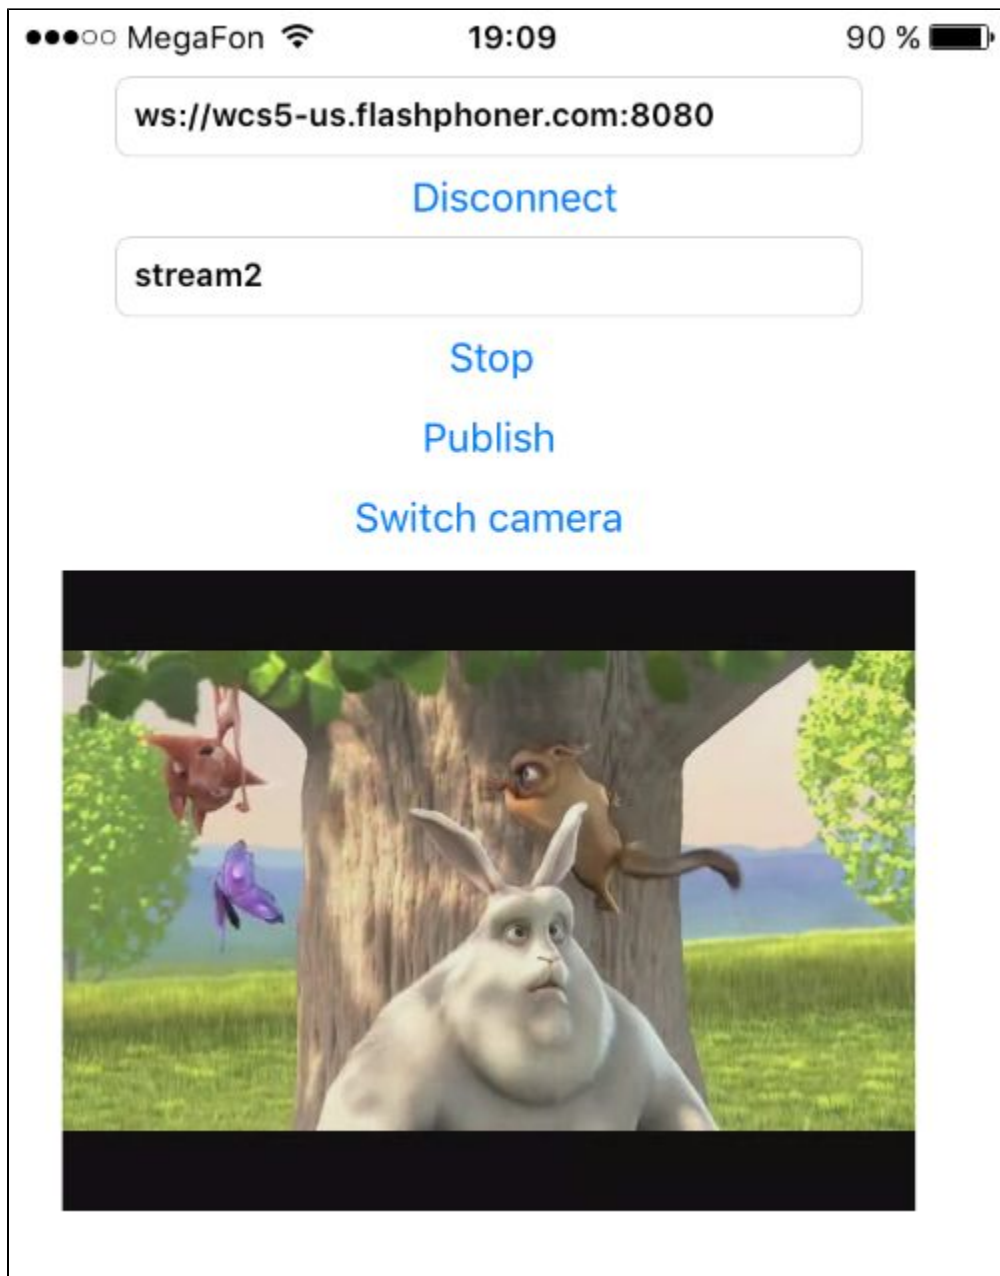 MegaFon 19:09 90 %
ws://wcs5-us.flashphoner.com:8080
Disconnect
stream2
Stop
Publish
Switch camera